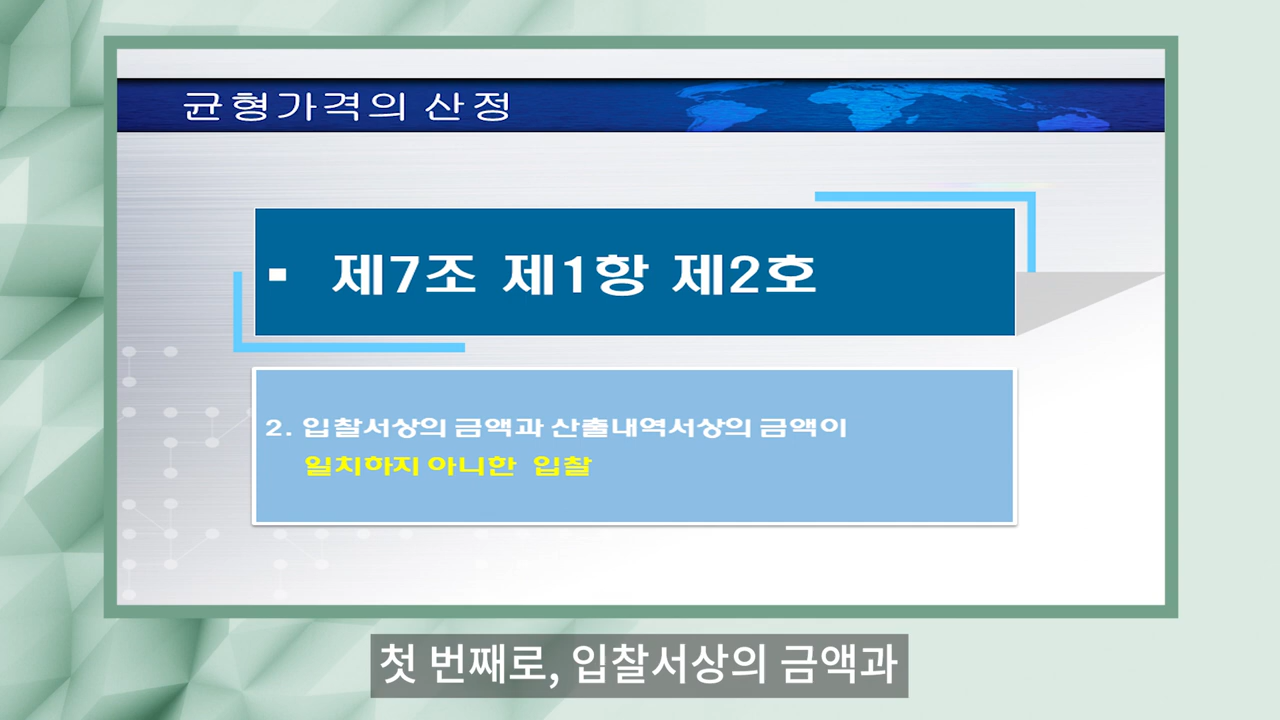 균형가격의 산정
▪ 제7조 제1항 제2호
2. 입찰서상의 금액과 산출내역서상의 금액이
일치하지 아니한 입찰
첫 번째로, 입찰서상의 금액과